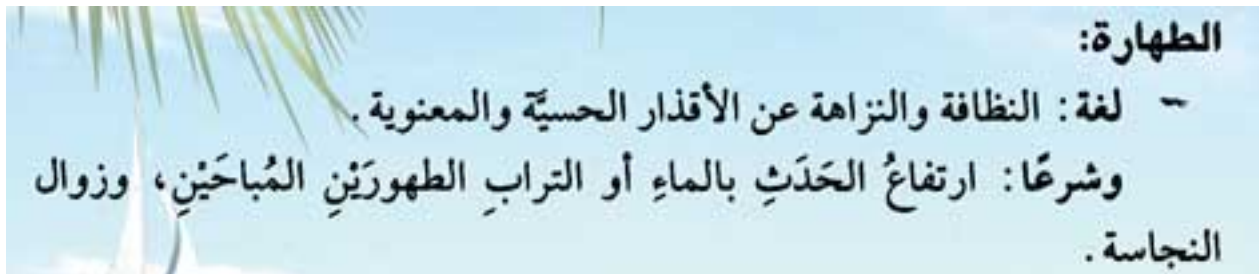 الطهارة:
- لغة: النظافة والنزاهة عن الأقذار الحسيَّة والمعنوية.
وشرعًا: ارتفاعُ الحَدَثِ بالماءِ أو الترابِ الطهورَيْنِ المُباحَيْنِ، وزوال
النجاسة.